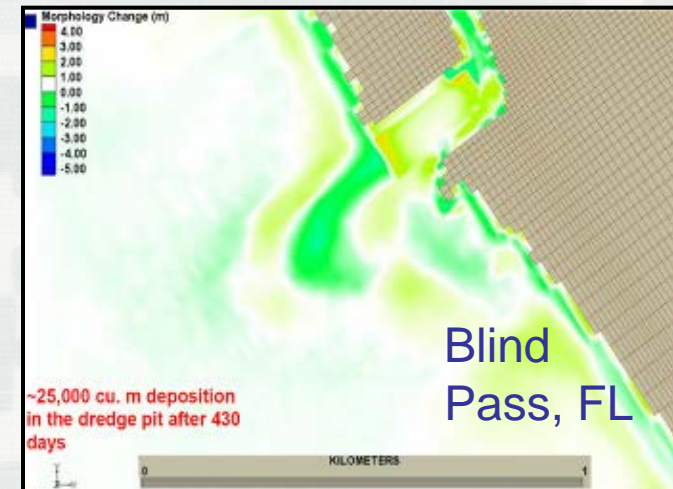 Morphology Change (m)
4.00
3.00
2.00
1.00
0.00
-1.00
-2.00
-3.00
-4.00
-5.00
Blind
Pass, FL
~25,000 cu. m deposition
in the dredge pit after 430
days
KILOMETERS
0 1